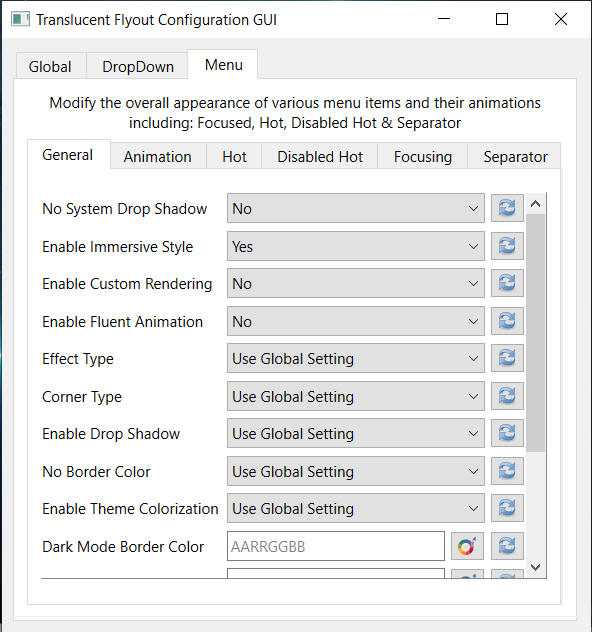 Translucent Flyout Configuration GUI
Global DropDown Menu
Modify the overall appearance of various menu items and their animations
including: Focused, Hot, Disabled Hot & Separator
General Animation Hot Disabled Hot Focusing Separator
No System Drop Shadow No
Enable Immersive Style Yes
Enable Custom Rendering No
Enable Fluent Animation No
Effect Type Use Global Setting
Corner Type Use Global Setting
Enable Drop Shadow Use Global Setting
No Border Color Use Global Setting
Enable Theme Colorization Use Global Setting
Dark Mode Border Color AARRGGBB